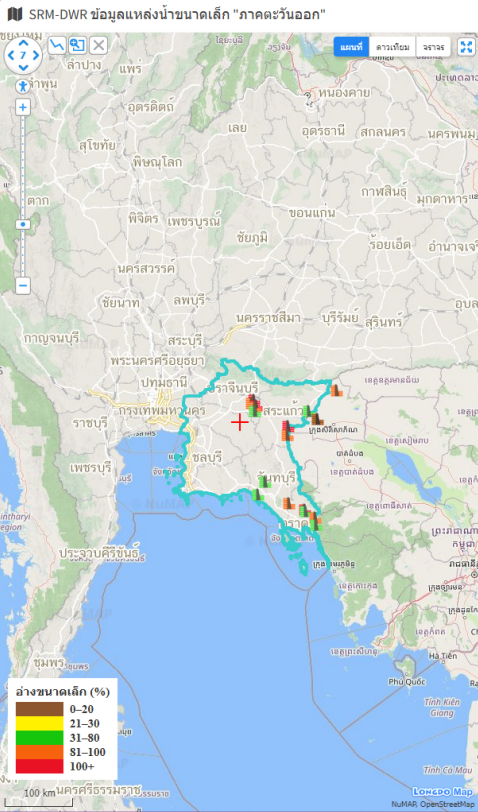 SRM-DWR ข้อมูลแหล่งน้ำขนาดเล็ก "ภาคตะวันออก"
แผนที่ ดาวเทียม จราจร
7
ลำปาง แพร่
หนองคาย
อุตรดิตถ์
เลย อุดรธานี สกลนคร นครพนม
สุโขทัย
พิษณุโลก
ตาก
กาฬสินธุ์ มุกดาหาร
พิจิตร เพชรบูรณ์ ขอนแก่น
ชัยภูมิ ร้อยเอ็ด อำนาจเจริ
นครสวรรค์
ชัยนาท ลพบุรี
นครราชสีมา บุรีรัมย์ สุรินทร์
กาญจนบุรี สระบุรี
พระนครศรีอยุธยา
ปทุมธานี ราจีนบุรี
กรุงเทพมหานคร สระแก้ว
ราชบุรี
ชลบุรี
เพชรบุรี
จันทบุรี
ตราด
ประจวบคีรีขันธ์
ชุมพร
Hà Tiên
Phú Quốc
Tỉnh Kiên
Giang
Tỉnh Cà Mau
อ่างขนาดเล็ก (%)
0–20
21–30
31–80
81–100
100+
100 km
นครศรีธรรมราช
LONGDO Map
NuMAP, OpenStreetMap